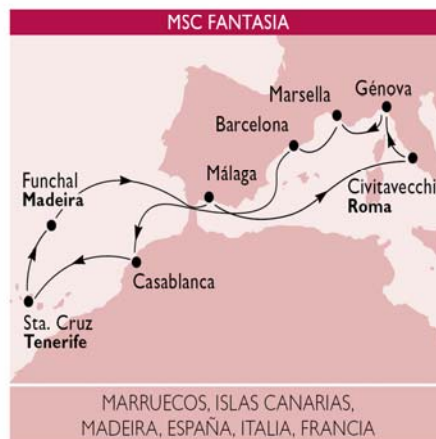 MSC FANTASIA
Génova
Marsella
Barcelona
Málaga
Civitavecchi
Roma
Funchal
Madeira
Casablanca
Sta. Cruz
Tenerife
MARRUECOS, ISLAS CANARIAS,
MADEIRA, ESPAÑA, ITALIA, FRANCIA